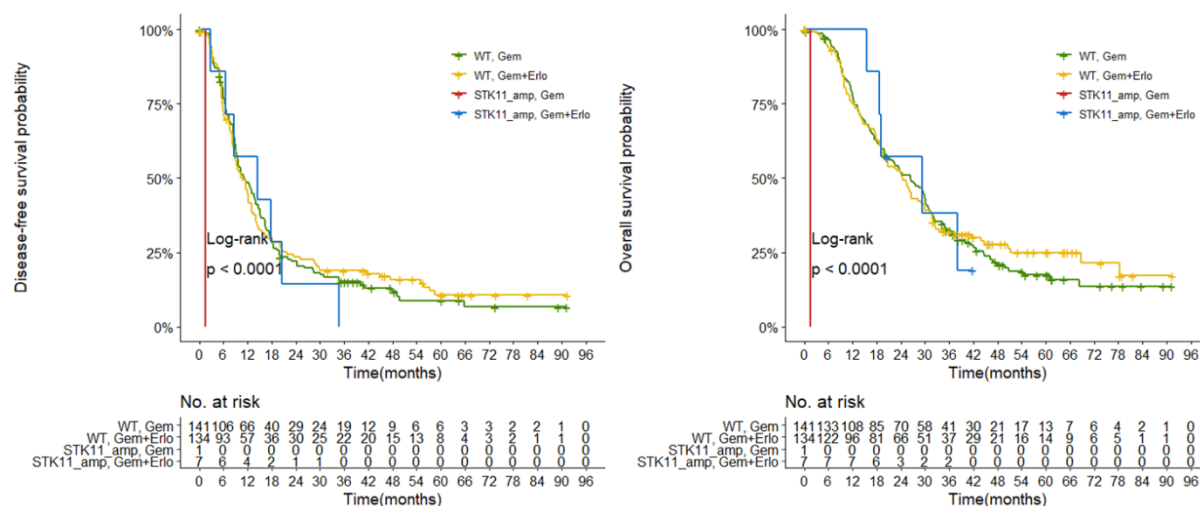 Disease-free survival probability
100%
75%
50%
25%
0%
WT, Gem
WT, Gem+Erlo
STK11_amp, Gem
STK11_amp, Gem+Erlo
Log-rank
p < 0.0001
0 6 12 18 24 30 36 42 48 54 60 66 72 78 84 90 96
Time(months)
No. at risk
WT, Gem 141 106 66 40 29 24 19 12 9 6 6 3 3 2 2 1 0
WT, Gem+Erlo 134 93 57 36 30 25 22 20 15 13 8 4 3 2 1 1 0
STK11_amp, Gem 1 0 0 0 0 0 0 0 0 0 0 0 0 0 0 0 0
STK11_amp, Gem+Erlo 7 6 4 2 1 1 0 0 0 0 0 0 0 0 0 0 0
0 6 12 18 24 30 36 42 48 54 60 66 72 78 84 90 96
Time(months)
Overall survival probability
100%
75%
50%
25%
0%
WT, Gem
WT, Gem+Erlo
STK11_amp, Gem
STK11_amp, Gem+Erlo
Log-rank
p < 0.0001
0 6 12 18 24 30 36 42 48 54 60 66 72 78 84 90 96
Time(months)
No. at risk
WT, Gem 141 133 108 85 70 58 41 30 21 17 13 7 6 4 2 1 0
WT, Gem+Erlo 134 122 96 81 66 51 37 29 21 16 14 9 6 5 1 1 0
STK11_amp, Gem 1 0 0 0 0 0 0 0 0 0 0 0 0 0 0 0 0
STK11_amp, Gem+Erlo 7 7 7 6 3 2 2 0 0 0 0 0 0 0 0 0 0
0 6 12 18 24 30 36 42 48 54 60 66 72 78 84 90 96
Time(months)